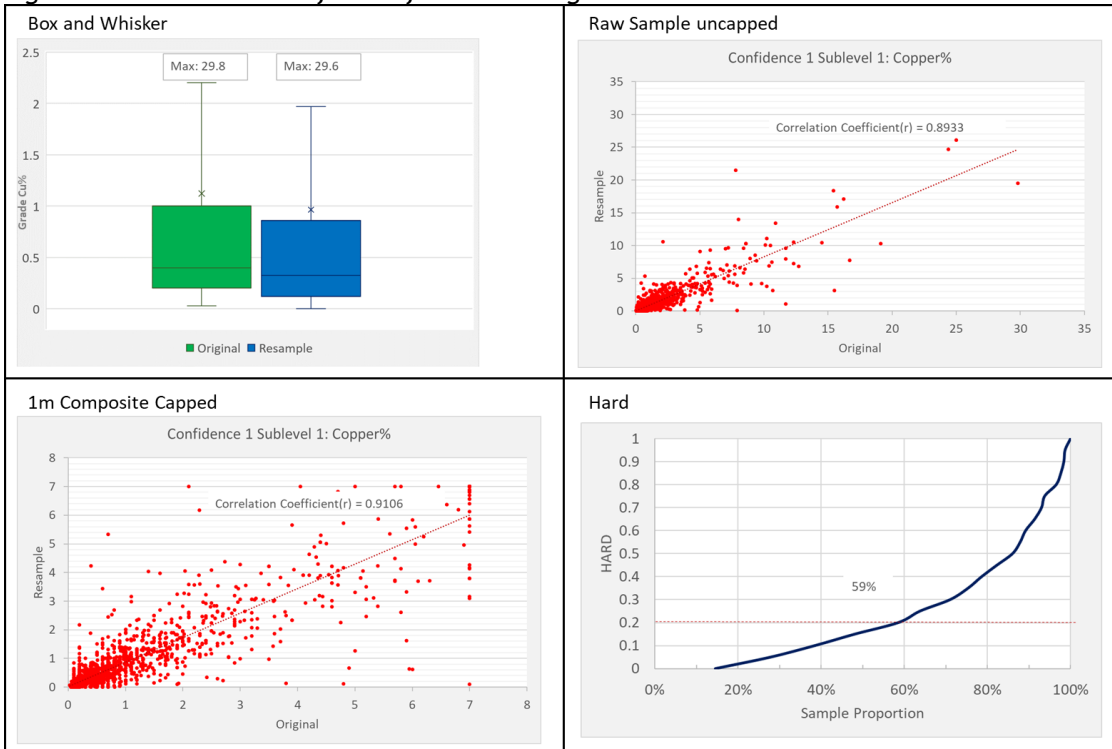 Box and Whisker
2.5
2
1.5
1
0.5
0
Grade Cu%
Max: 29.8
Max: 29.6
Original
Resample
Raw Sample uncapped
Confidence 1 Sublevel 1: Copper%
35
30
25
20
15
10
5
0
Resample
Correlation Coefficient(r) = 0.8933
0 5 10 15 20 25 30 35
Original
1m Composite Capped
Confidence 1 Sublevel 1: Copper%
8
7
6
5
4
3
2
1
0
Resample
Correlation Coefficient(r) = 0.9106
0 1 2 3 4 5 6 7 8
Original
Hard
1
0.9
0.8
0.7
0.6
0.5
0.4
0.3
0.2
0.1
0
HARD
59%
0% 20% 40% 60% 80% 100%
Sample Proportion